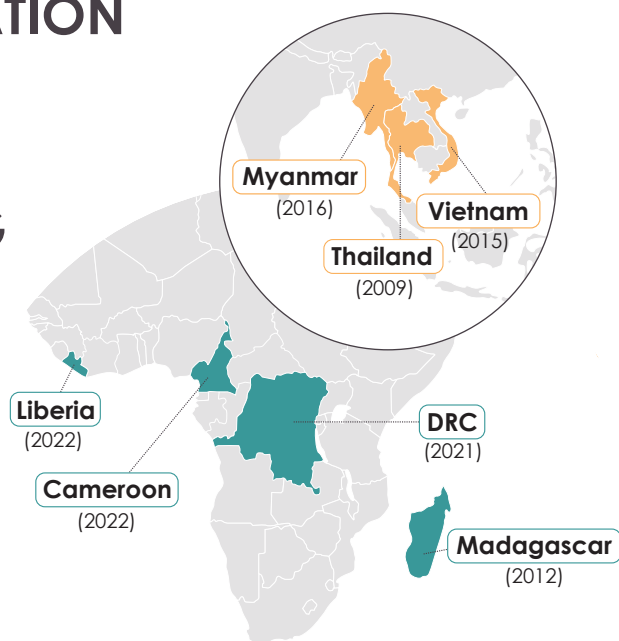 ATION
Myanmar
(2016)
Vietnam
(2015)
Thailand
(2009)
Liberia
(2022)
DRC
(2021)
Cameroon
(2022)
Madagascar
(2012)